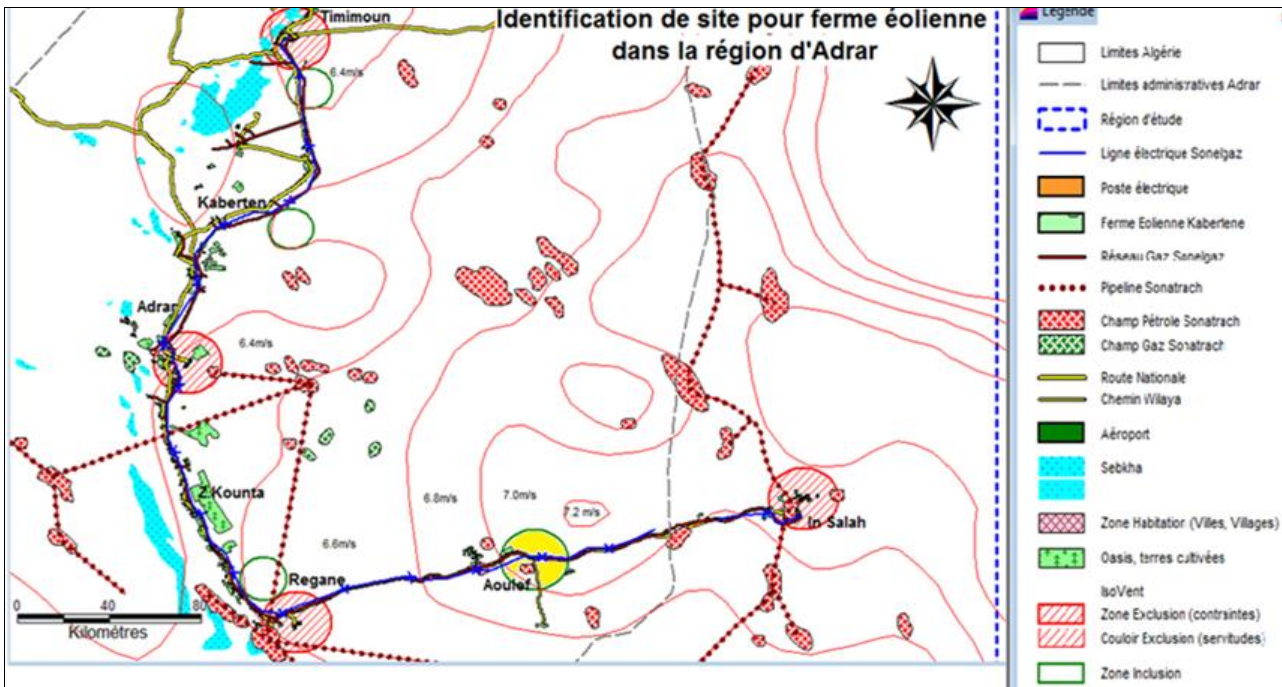 Identification de site pour ferme éolienne
dans la région d'Adrar
Timimoun
6.4m/s
Kaberten
Adrar
6.4m/s
Z.Kounta
6.8m/s
7.0m/s
7.2 m/s
6.6m/s
In Salah
Regane
Aoulef
0 40 80
Kilométres
Légende
Limites Algérie
Limites administratives Adrar
Région d'étude
Ligne électrique Sonelgaz
Poste électrique
Ferme Eolienne Kabertene
Réseau Gaz Sonelgaz
Pipeline Sonatrach
Champ Pétrole Sonatrach
Champ Gaz Sonatrach
Route Nationale
Chemin Wilaya
Aéroport
Sebkha
Zone Habitation (Villes, Villages)
Oasis, terres cultivées
IsoVent
Zone Exclusion (contraintes)
Couloir Exclusion (servitudes)
Zone Inclusion